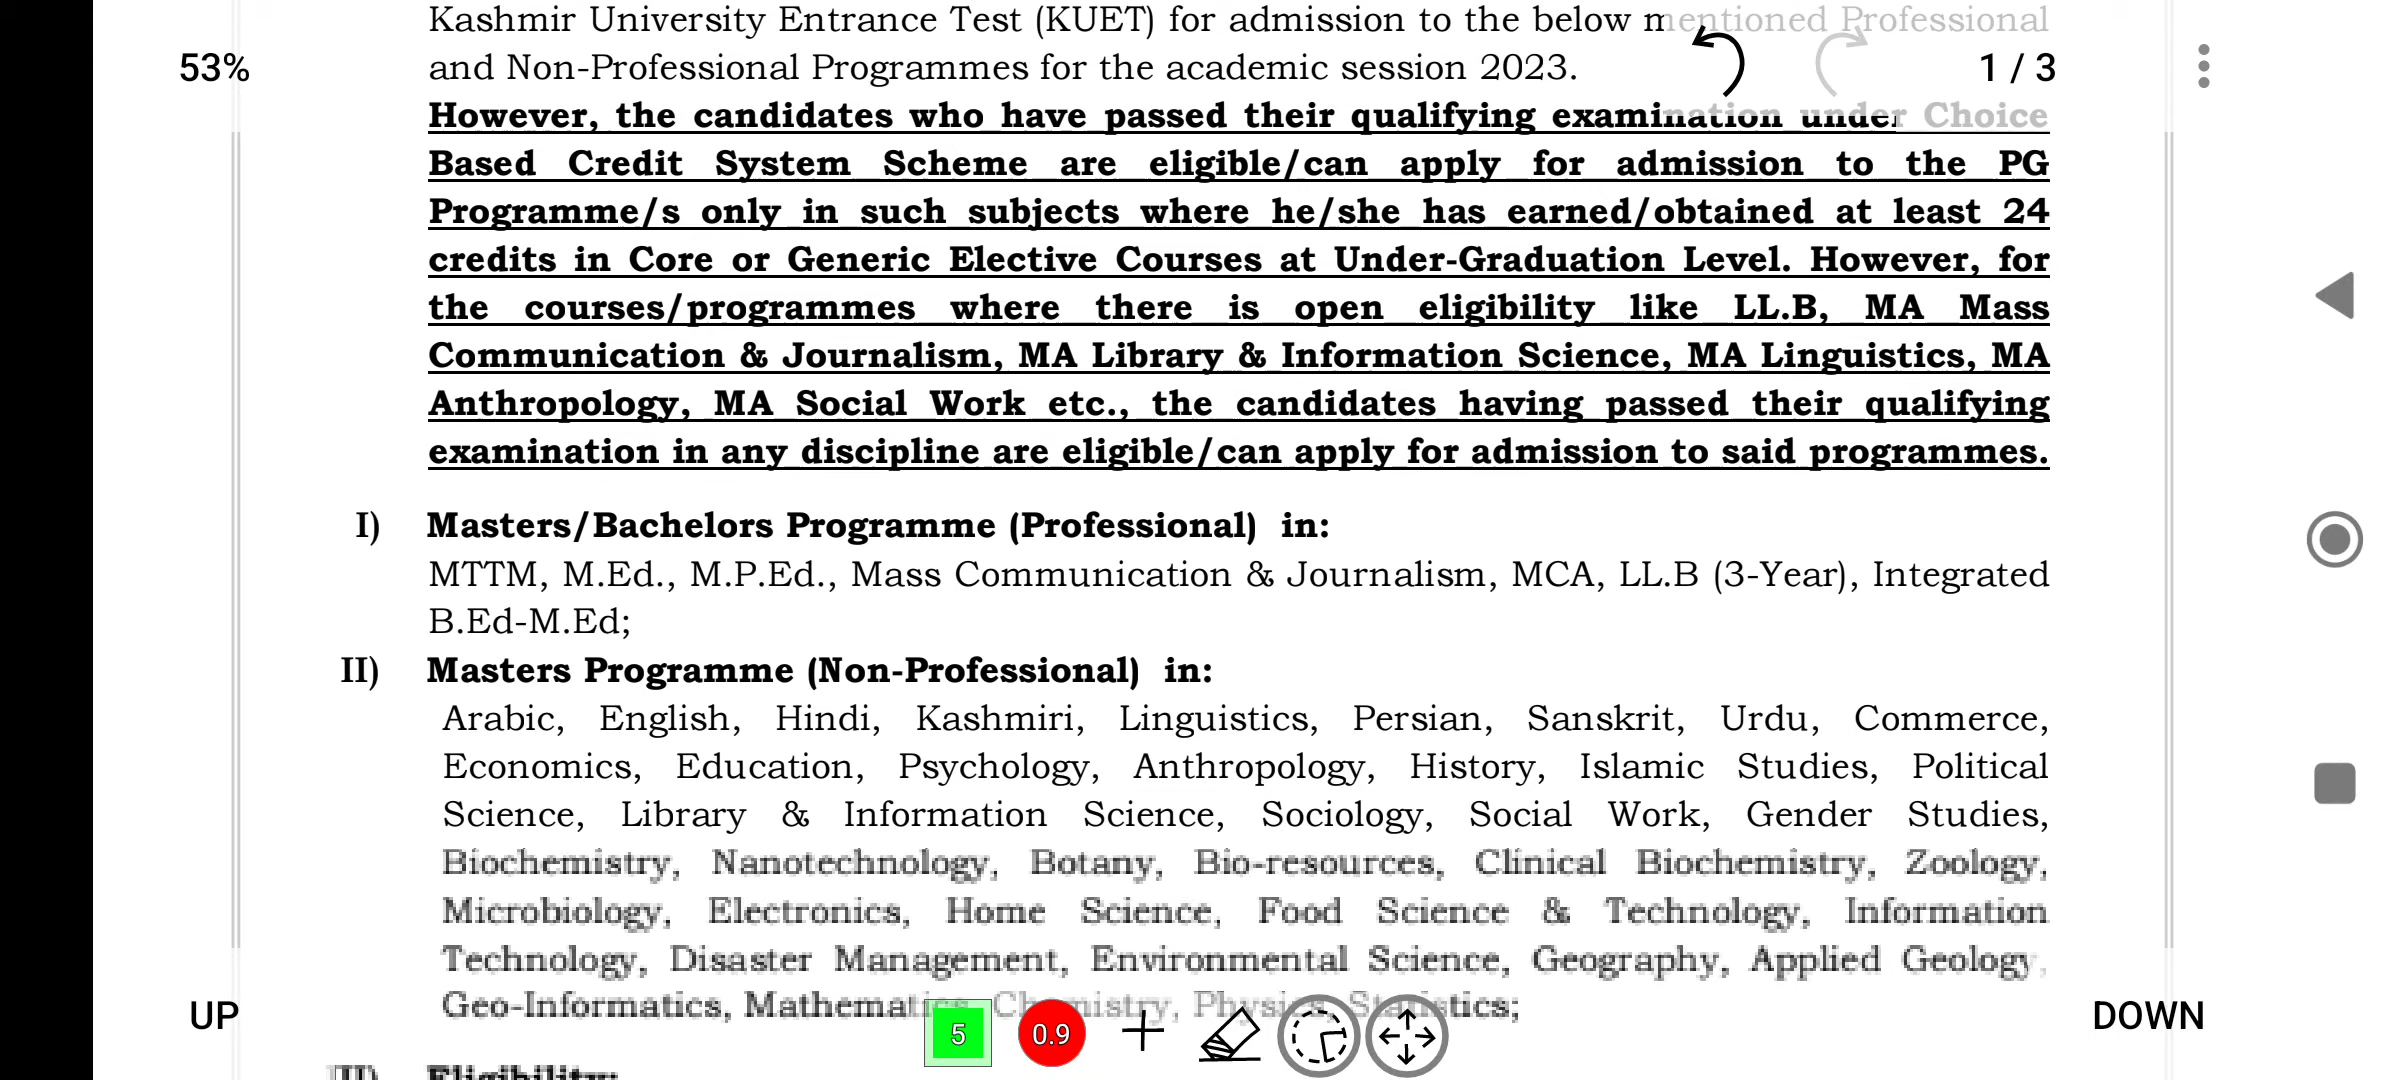 Kashmir University Entrance Test (KUET) for admission to the below mentioned Professional
53%
and Non-Professional Programmes for the academic session 2023.
1 / 3
However, the candidates who have passed their qualifying examination under Choice
Based Credit System Scheme are eligible/can apply for admission to the PG
Programme/s only in such subjects where he/she has earned/obtained at least 24
credits in Core or Generic Elective Courses at Under-Graduation Level. However, for
the courses/programmes where there is open eligibility like LL.B, MA Mass
Communication & Journalism, MA Library & Information Science, MA Linguistics, MA
Anthropology, MA Social Work etc., the candidates having passed their qualifying
examination in any discipline are eligible/can apply for admission to said programmes.
I) Masters/Bachelors Programme (Professional) in:
MTTM, M.Ed., M.P.Ed., Mass Communication & Journalism, MCA, LL.B (3-Year), Integrated
B.Ed-M.Ed;
II) Masters Programme (Non-Professional) in:
Arabic, English, Hindi, Kashmiri, Linguistics, Persian, Sanskrit, Urdu, Commerce,
Economics, Education, Psychology, Anthropology, History, Islamic Studies, Political
Science, Library & Information Science, Sociology, Social Work, Gender Studies,
Biochemistry, Nanotechnology, Botany, Bio-resources, Clinical Biochemistry, Zoology,
Microbiology, Electronics, Home Science, Food Science & Technology, Information
Technology, Disaster Management, Environmental Science, Geography, Applied Geology,
Geo-Informatics, Mathematics, Chemistry, Physics, Statistics;
UP
5
0.9
DOWN
Eligibility: